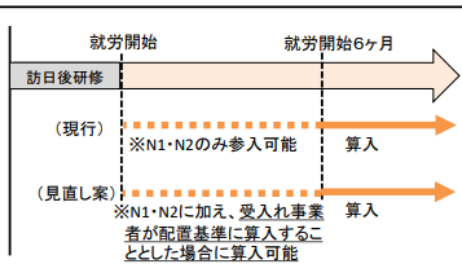 就労開始
就労開始6ヶ月
訪日後研修
（現行）
※N1・N2のみ参入可能
算入
（見直し案）
※N1・N2に加え、受入れ事業
者が配置基準に算入するこ
ととした場合に算入可能
算入